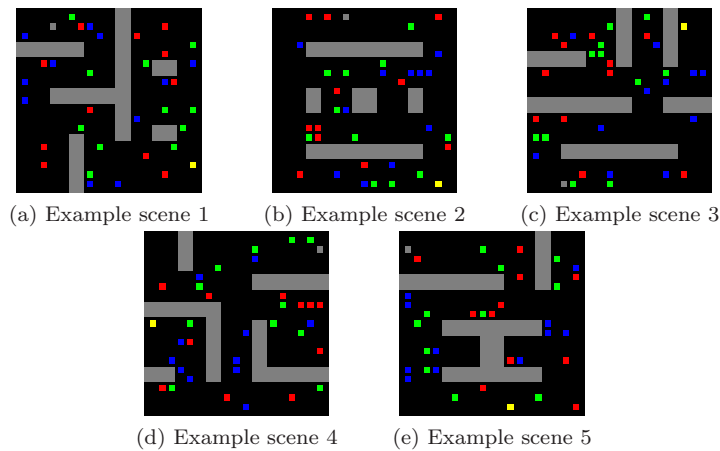 (a) Example scene 1
(b) Example scene 2
(c) Example scene 3
(d) Example scene 4
(e) Example scene 5